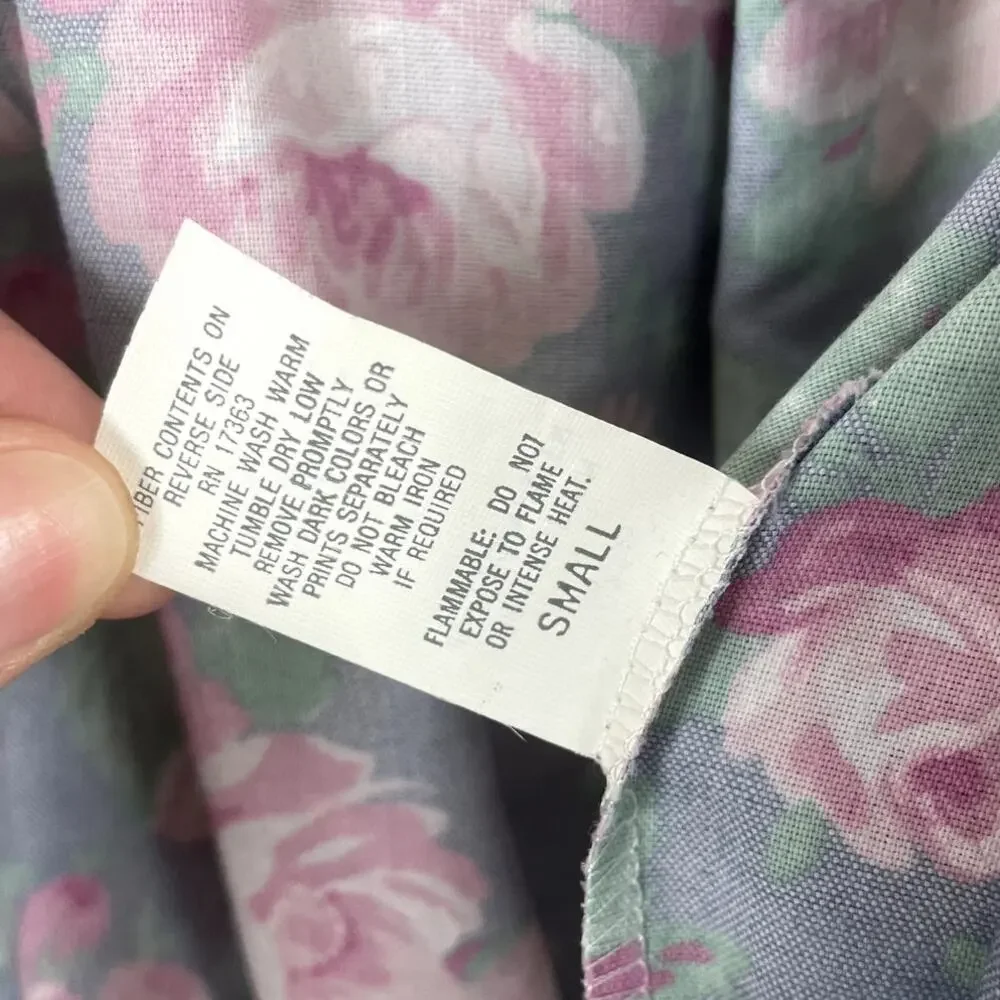 FIBER CONTENTS ON
REVERSE SIDE
RN 17363
MACHINE WASH WARM
TUMBLE DRY LOW
REMOVE PROMPTLY
WASH DARK COLORS OR
PRINTS SEPARATELY
DO NOT BLEACH
WARM IRON
IF REQUIRED
FLAMMABLE: DO NOT
EXPOSE TO FLAME
OR INTENSE HEAT.
SMALL